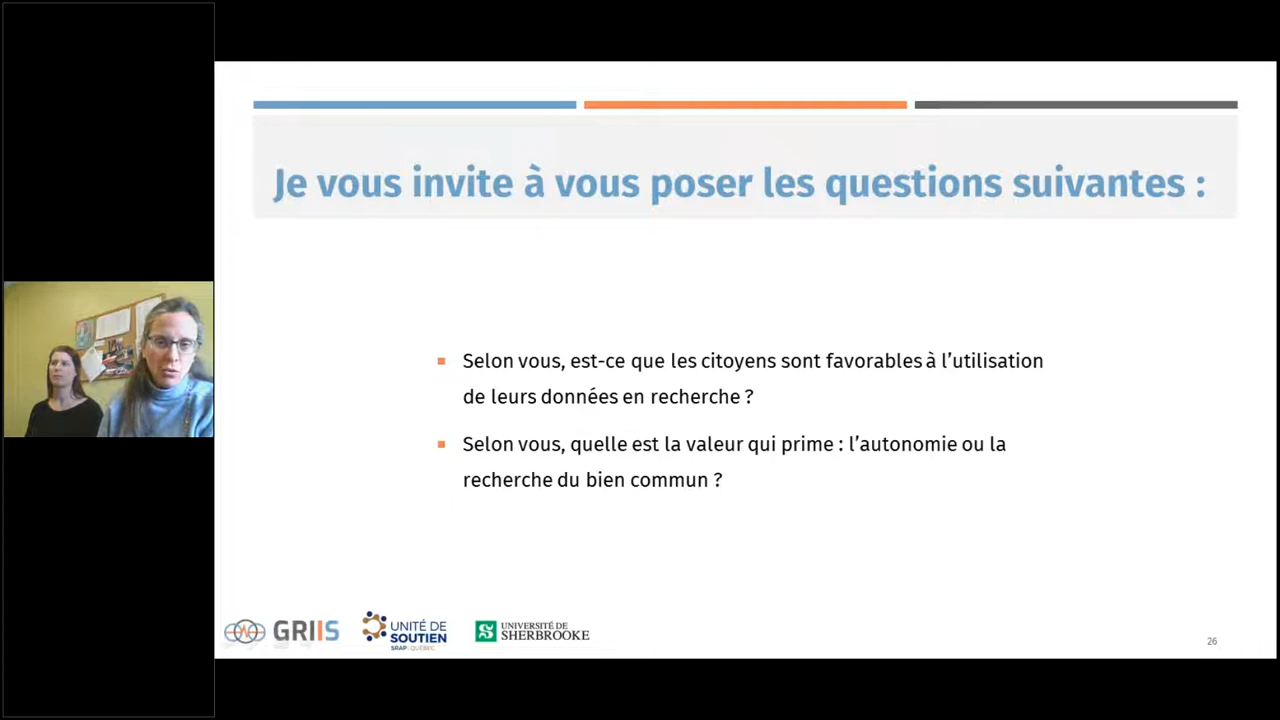 Je vous invite à vous poser les questions suivantes :
Selon vous, est-ce que les citoyens sont favorables à l’utilisation
de leurs données en recherche ?
Selon vous, quelle est la valeur qui prime : l’autonomie ou la
recherche du bien commun ?
GRIIS
UNITÉ DE
SOUTIEN
SRAP | QUÉBEC
UNIVERSITÉ DE
SHERBROOKE
26